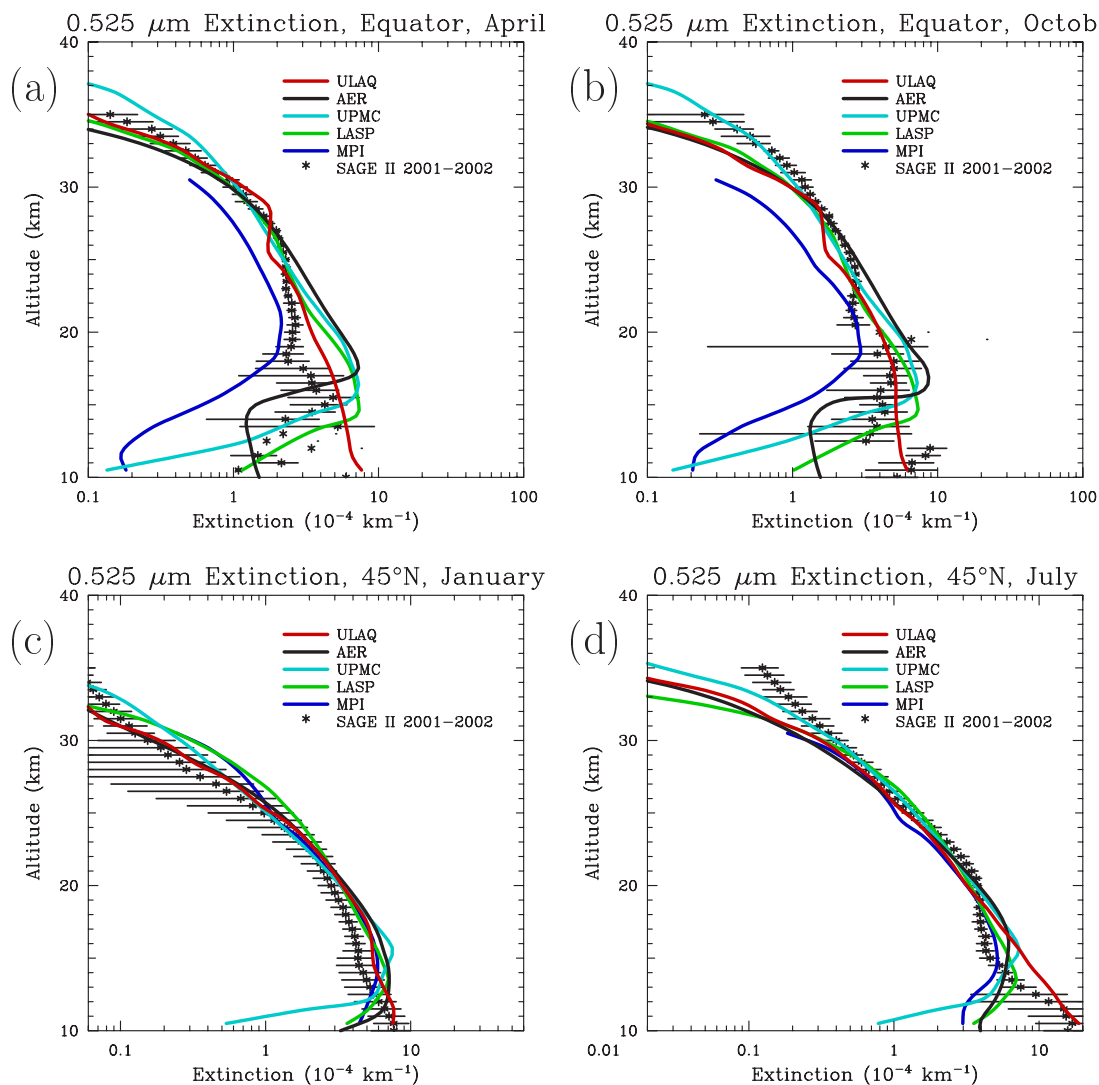 0.525 μm Extinction, Equator, April
(a)
40
30
20
10
Altitude (km)
ULAQ
AER
UPMC
LASP
MPI
SAGE II 2001−2002
0.1 1 10 100
Extinction (10⁻⁴ km⁻¹)
0.525 μm Extinction, Equator, Octob
(b)
40
30
20
10
Altitude (km)
ULAQ
AER
UPMC
LASP
MPI
SAGE II 2001−2002
0.1 1 10 100
Extinction (10⁻⁴ km⁻¹)
0.525 μm Extinction, 45°N, January
(c)
40
30
20
10
Altitude (km)
ULAQ
AER
UPMC
LASP
MPI
SAGE II 2001−2002
0.1 1 10
Extinction (10⁻⁴ km⁻¹)
0.525 μm Extinction, 45°N, July
(d)
40
30
20
10
Altitude (km)
ULAQ
AER
UPMC
LASP
MPI
SAGE II 2001−2002
0.01 0.1 1 10
Extinction (10⁻⁴ km⁻¹)